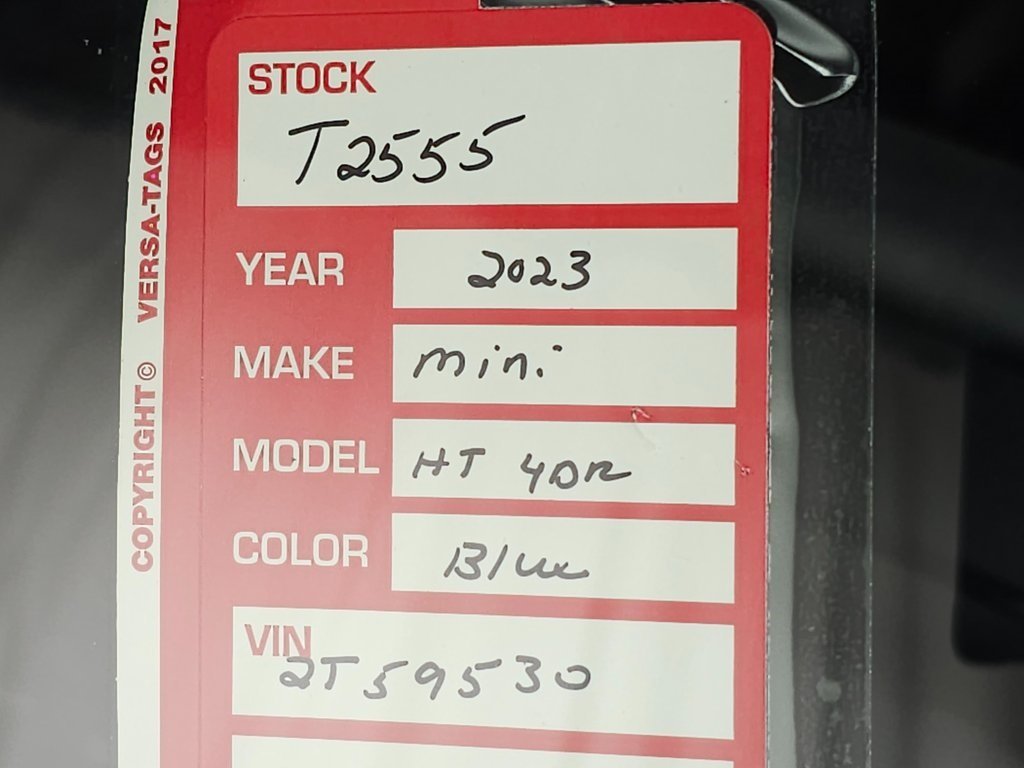 COPYRIGHT © VERSA-TAGS 2017
STOCK
T2555
YEAR 2023
MAKE mini
MODEL HT 4DR
COLOR Blue
VIN
2T59530